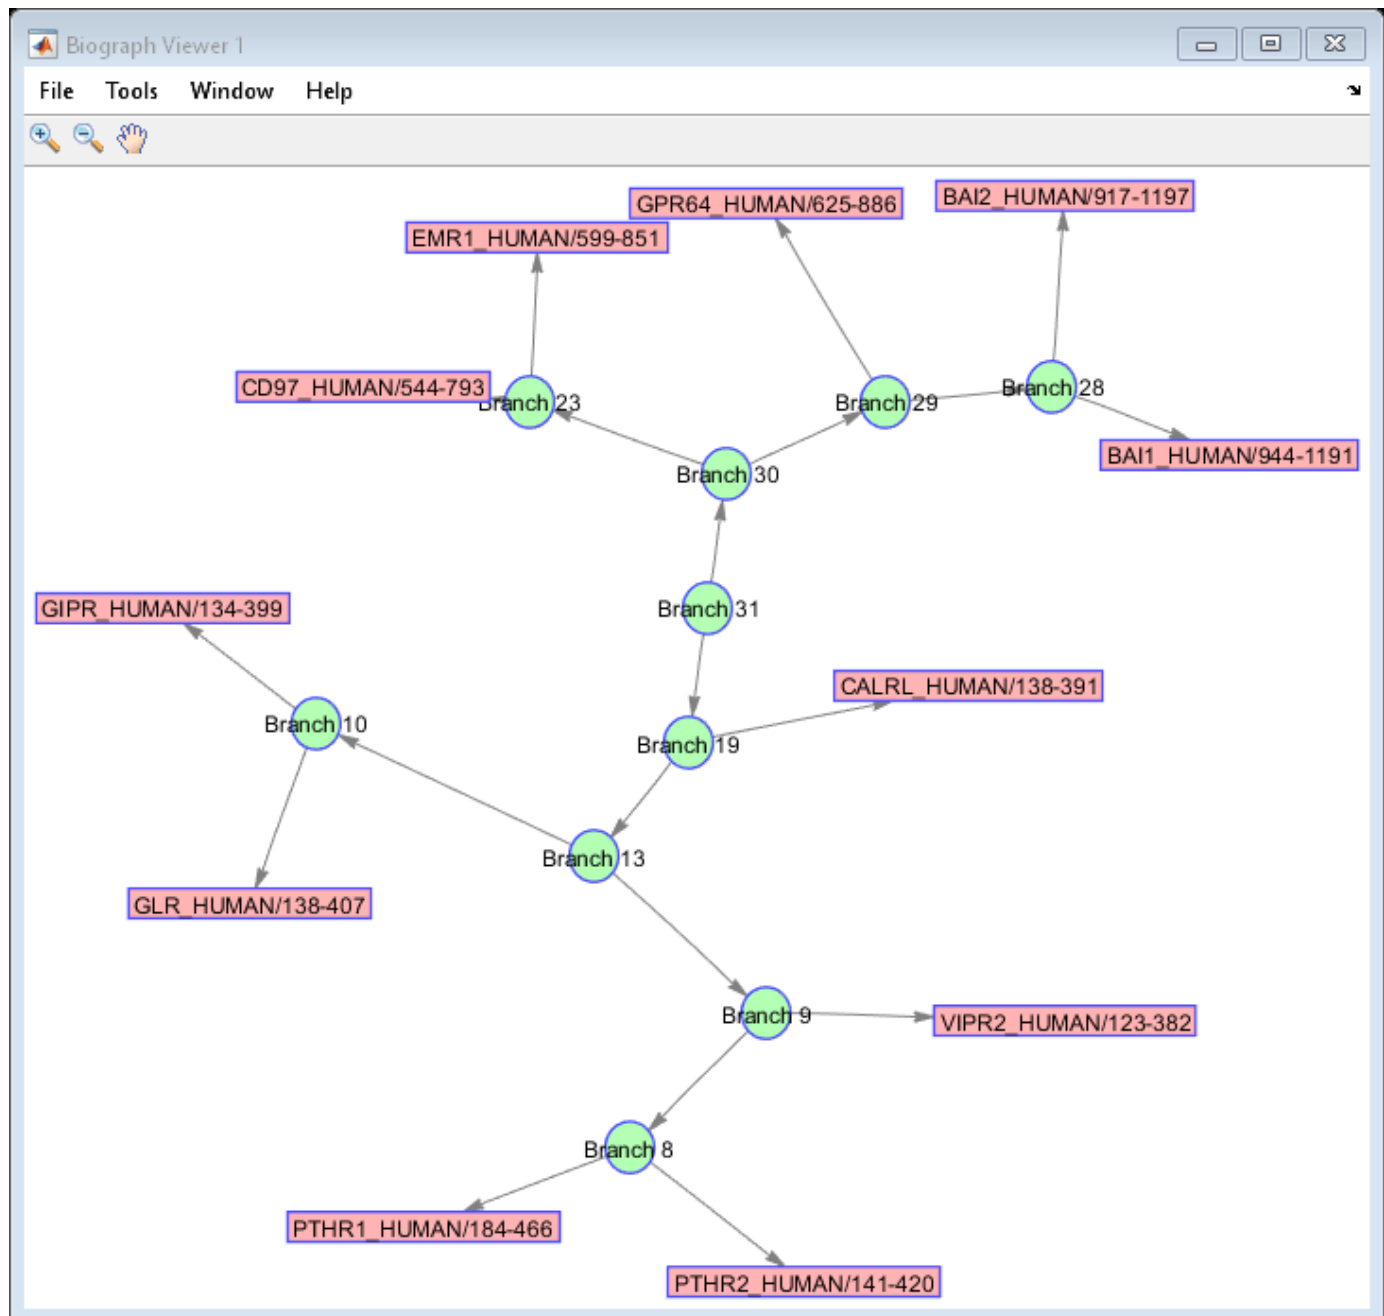 Biograph Viewer 1
File Tools Window Help
BAI2_HUMAN/917-1197
GPR64_HUMAN/625-886
EMR1_HUMAN/599-851
CD97_HUMAN/544-793
Branch 23
Branch 29
Branch 28
BAI1_HUMAN/944-1191
Branch 30
GIPR_HUMAN/134-399
Branch 31
CALRL_HUMAN/138-391
Branch 10
Branch 19
Branch 13
GLR_HUMAN/138-407
Branch 9
VIPR2_HUMAN/123-382
Branch 8
PTHR1_HUMAN/184-466
PTHR2_HUMAN/141-420